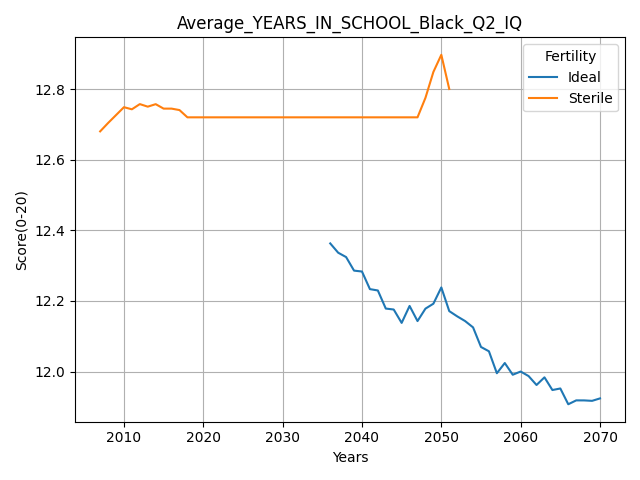 Average_YEARS_IN_SCHOOL_Black_Q2_IQ
Fertility
Ideal
Sterile
Score(0-20)
12.8
12.6
12.4
12.2
12.0
2010 2020 2030 2040 2050 2060 2070
Years